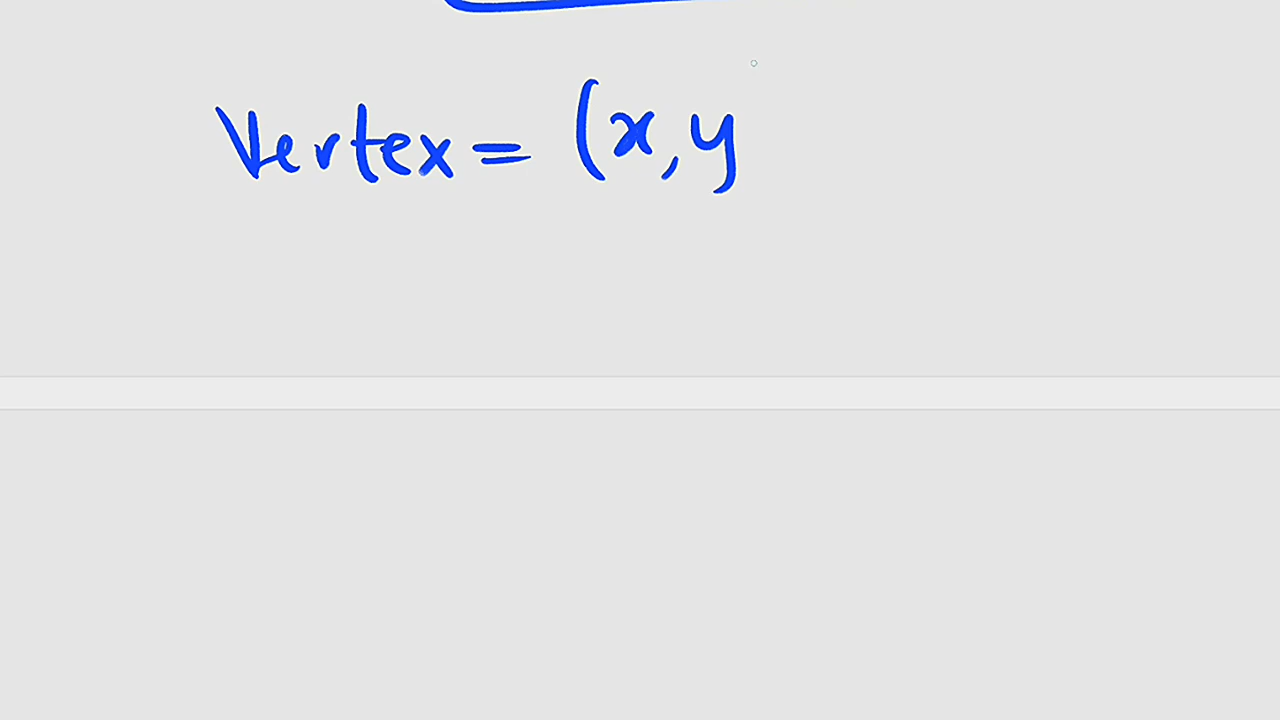 Vertex = (x, y